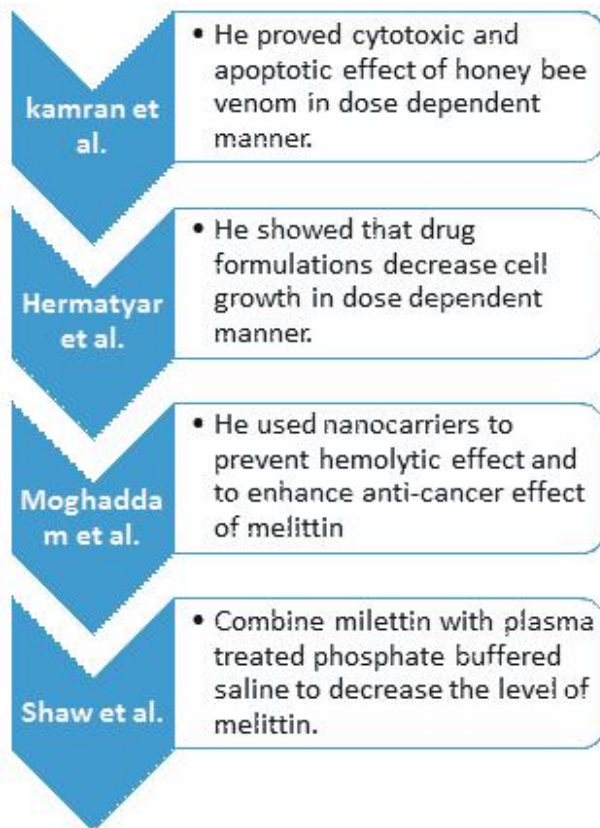 kamran et
al.
• He proved cytotoxic and
apoptotic effect of honey bee
venom in dose dependent
manner.
Hermatyar
et al.
• He showed that drug
formulations decrease cell
growth in dose dependent
manner.
Moghadda
m et al.
• He used nanocarriers to
prevent hemolytic effect and
to enhance anti-cancer effect
of melittin
Shaw et al.
• Combine milettin with plasma
treated phosphate buffered
saline to decrease the level of
melittin.